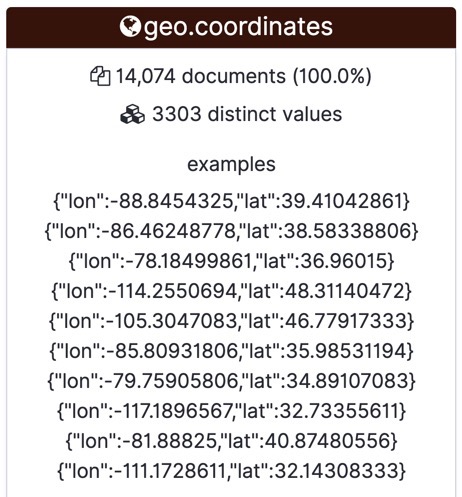 geo.coordinates
14,074 documents (100.0%)
3303 distinct values
examples
{"lon":-88.8454325,"lat":39.41042861}
{"lon":-86.46248778,"lat":38.58338806}
{"lon":-78.18499861,"lat":36.96015}
{"lon":-114.2550694,"lat":48.31140472}
{"lon":-105.3047083,"lat":46.77917333}
{"lon":-85.80931806,"lat":35.98531194}
{"lon":-79.75905806,"lat":34.89107083}
{"lon":-117.1896567,"lat":32.73355611}
{"lon":-81.88825,"lat":40.87480556}
{"lon":-111.1728611,"lat":32.14308333}